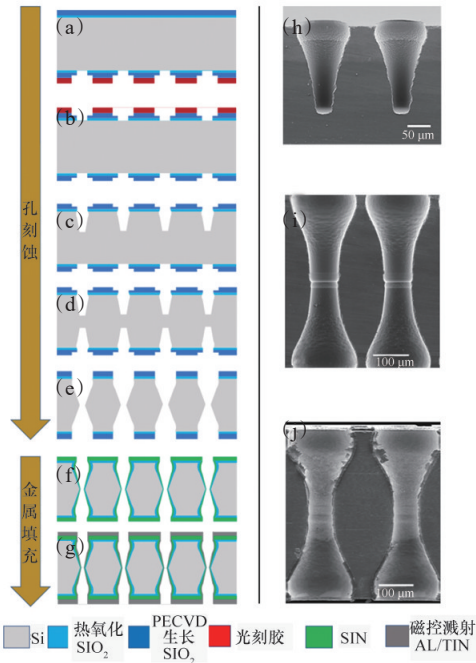 (a)
(b)
(c)
(d)
(e)
(f)
(g)
孔刻蚀
金属填充
(h)
50 μm
(i)
100 μm
(j)
100 μm
Si
热氧化
SIO₂
PECVD
生长
SIO₂
光刻胶
SIN
磁控溅射
AL/TIN